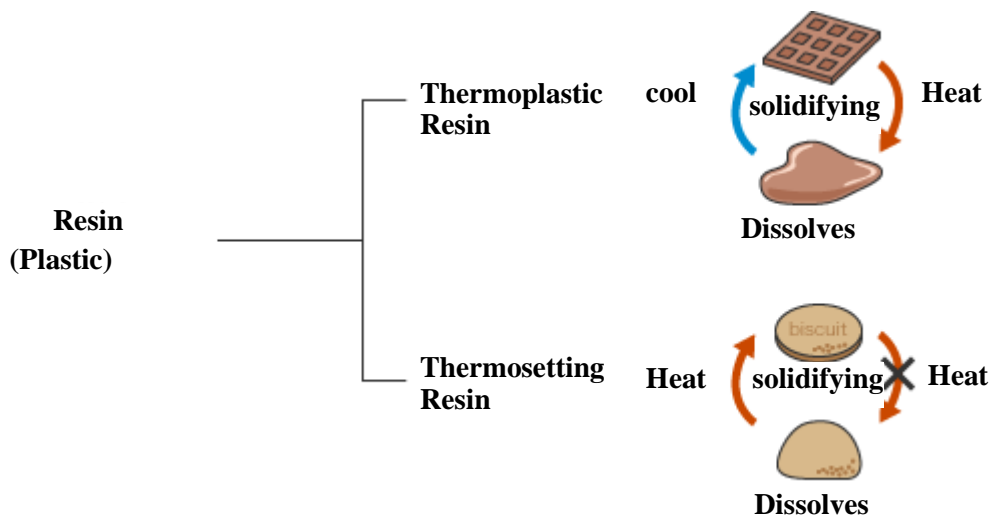 Thermoplastic
Resin
cool
solidifying
Heat
Dissolves
Resin
(Plastic)
Thermosetting
Resin
Heat
biscuit
solidifying
Heat
Dissolves